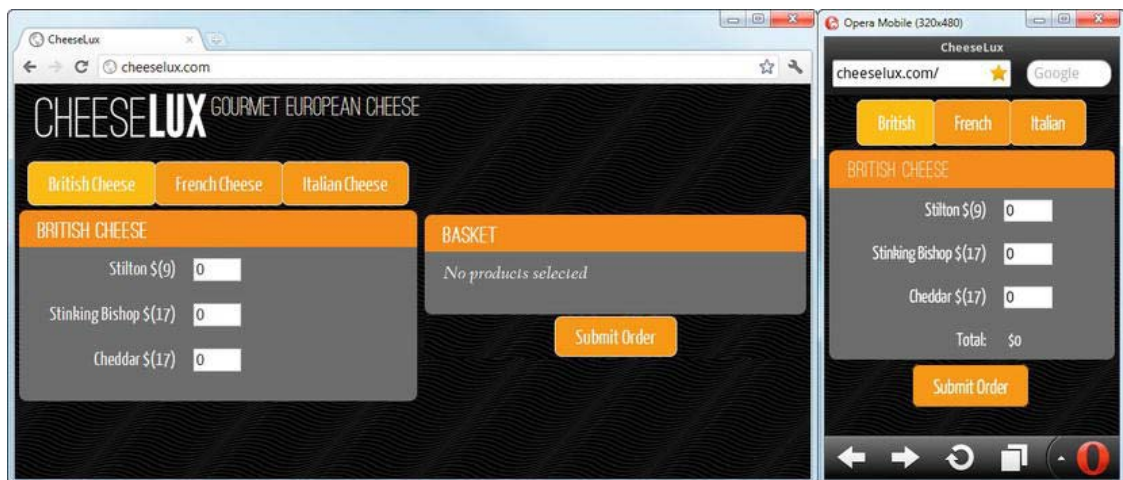 CheeseLux
cheeselux.com
CHEESELUX GOURMET EUROPEAN CHEESE
British Cheese French Cheese Italian Cheese
BRITISH CHEESE
Stilton $(9) 0
Stinking Bishop $(17) 0
Cheddar $(17) 0
BASKET
No products selected
Submit Order
Opera Mobile (320x480)
CheeseLux
cheeselux.com/ Google
British French Italian
BRITISH CHEESE
Stilton $(9) 0
Stinking Bishop $(17) 0
Cheddar $(17) 0
Total: $0
Submit Order